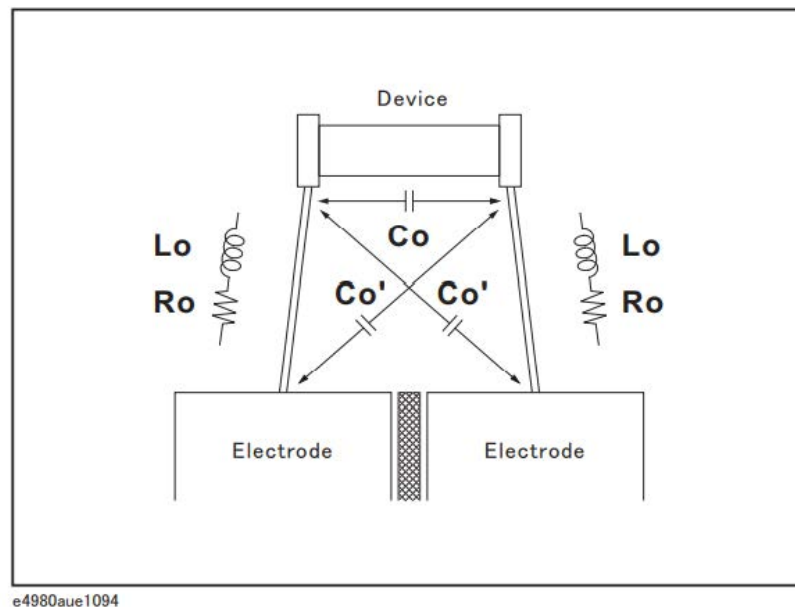 Device
Co
Lo
Lo
Co' Co'
Ro
Ro
Electrode
Electrode
e4980aue1094